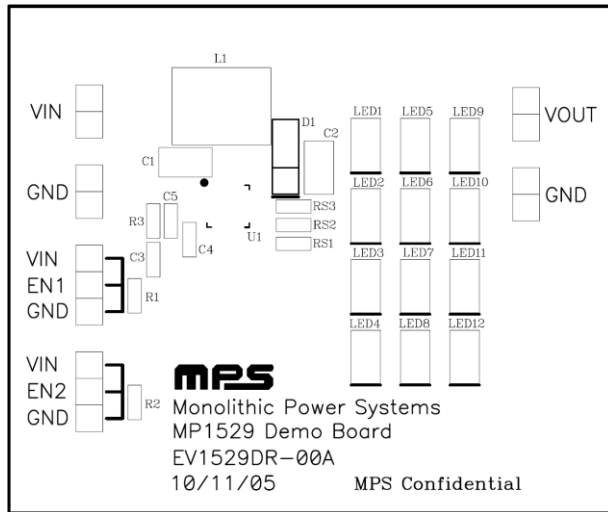 L1
VIN
LED1 LED5 LED9
VOUT
D1
C2
C1
GND
LED2 LED6 LED10
GND
C5
RS3
R3
RS2
U1
C4
RS1
C3
VIN
LED3 LED7 LED11
EN1
R1
GND
LED4 LED8 LED12
VIN
EN2
R2
GND
mps
Monolithic Power Systems
MP1529 Demo Board
EV1529DR-00A
10/11/05 MPS Confidential